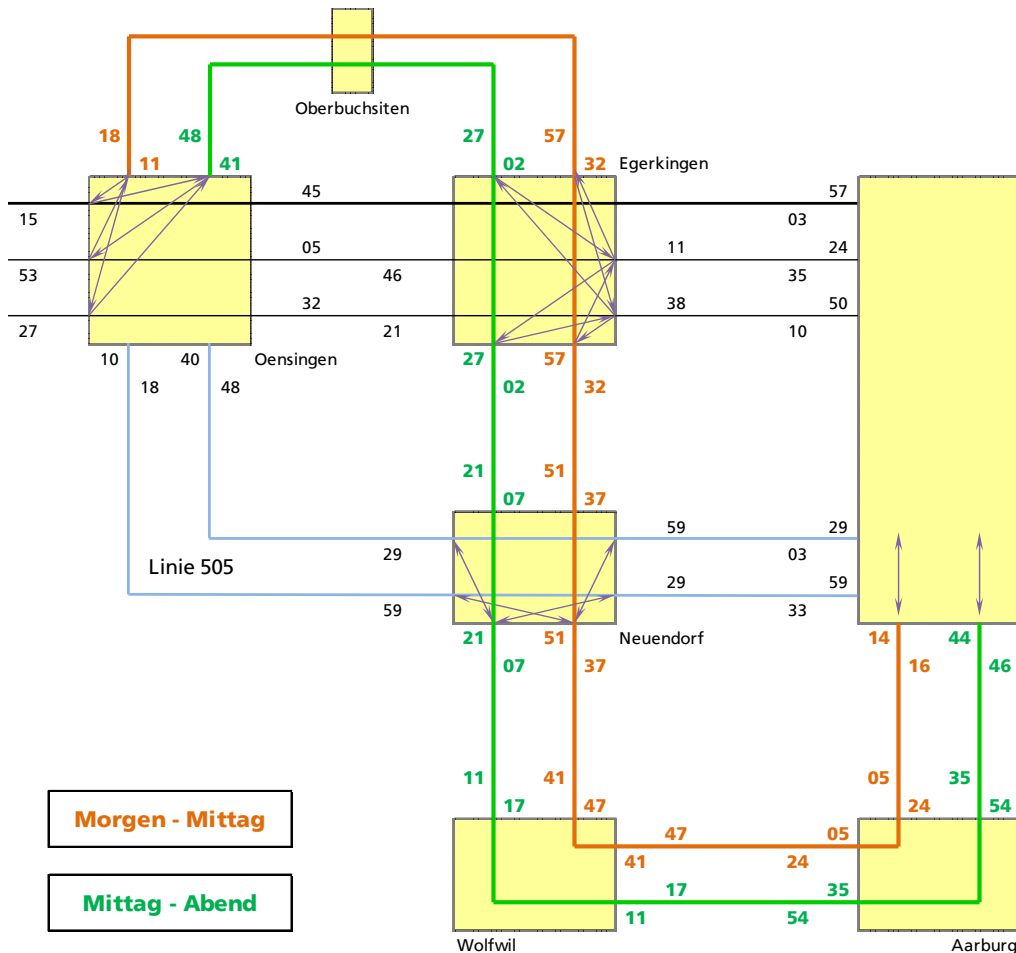 Oberbuchsiten
18 48 27 57
11 41 02 32 Egerkingen
45 57
15 03
05 11 24
53 46 35
32 38 50
27 21 10
10 40 Oensingen 27 57
18 48 02 32
21 51
07 37
59 29
29 03
Linie 505 29 59
59 33
21 51 Neuendorf 14 44
07 37 16 46
11 41 05 35
17 47 24 54
Morgen - Mittag
47 05
41 24
Mittag - Abend
17 35
11 54
Wolfwil Aarburg